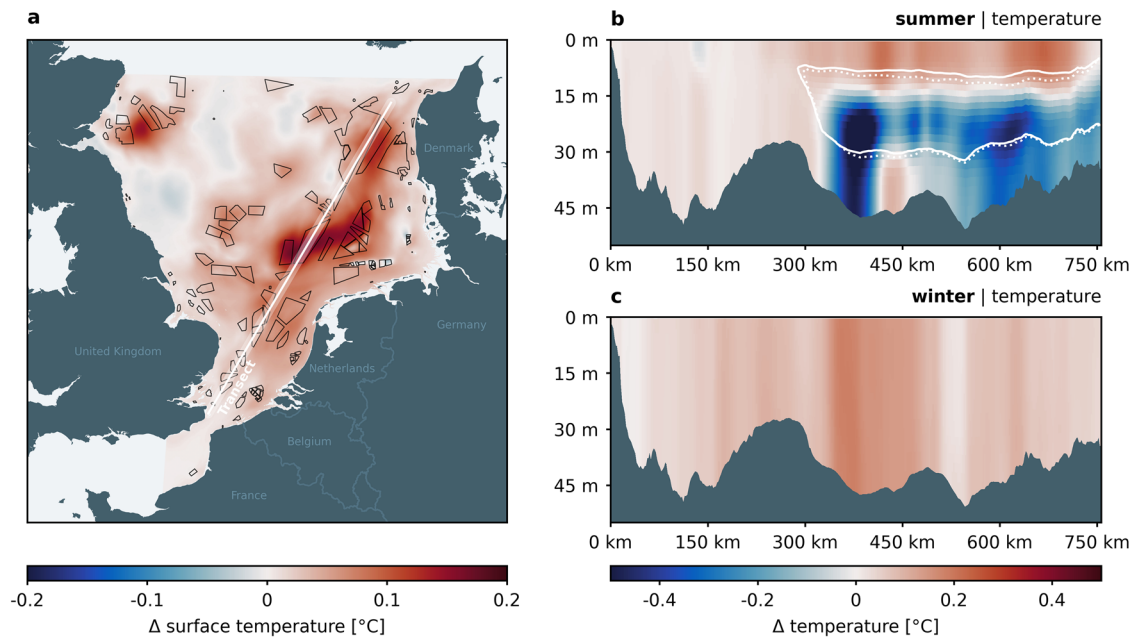 a
Denmark
Germany
United Kingdom
Netherlands
Transect
Belgium
France
-0.2 -0.1 0 0.1 0.2
Δ surface temperature [°C]
b
summer | temperature
0 m
15 m
30 m
45 m
0 km 150 km 300 km 450 km 600 km 750 km
c
winter | temperature
0 m
15 m
30 m
45 m
0 km 150 km 300 km 450 km 600 km 750 km
-0.4 -0.2 0 0.2 0.4
Δ temperature [°C]